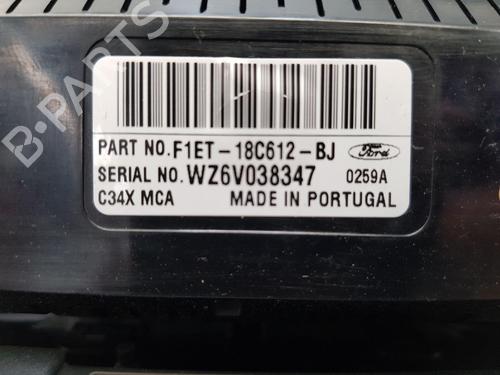 B-PARTS
PART NO. F1ET-18C612-BJ Ford
SERIAL NO. WZ6V038347 0259A
C34X MCA MADE IN PORTUGAL